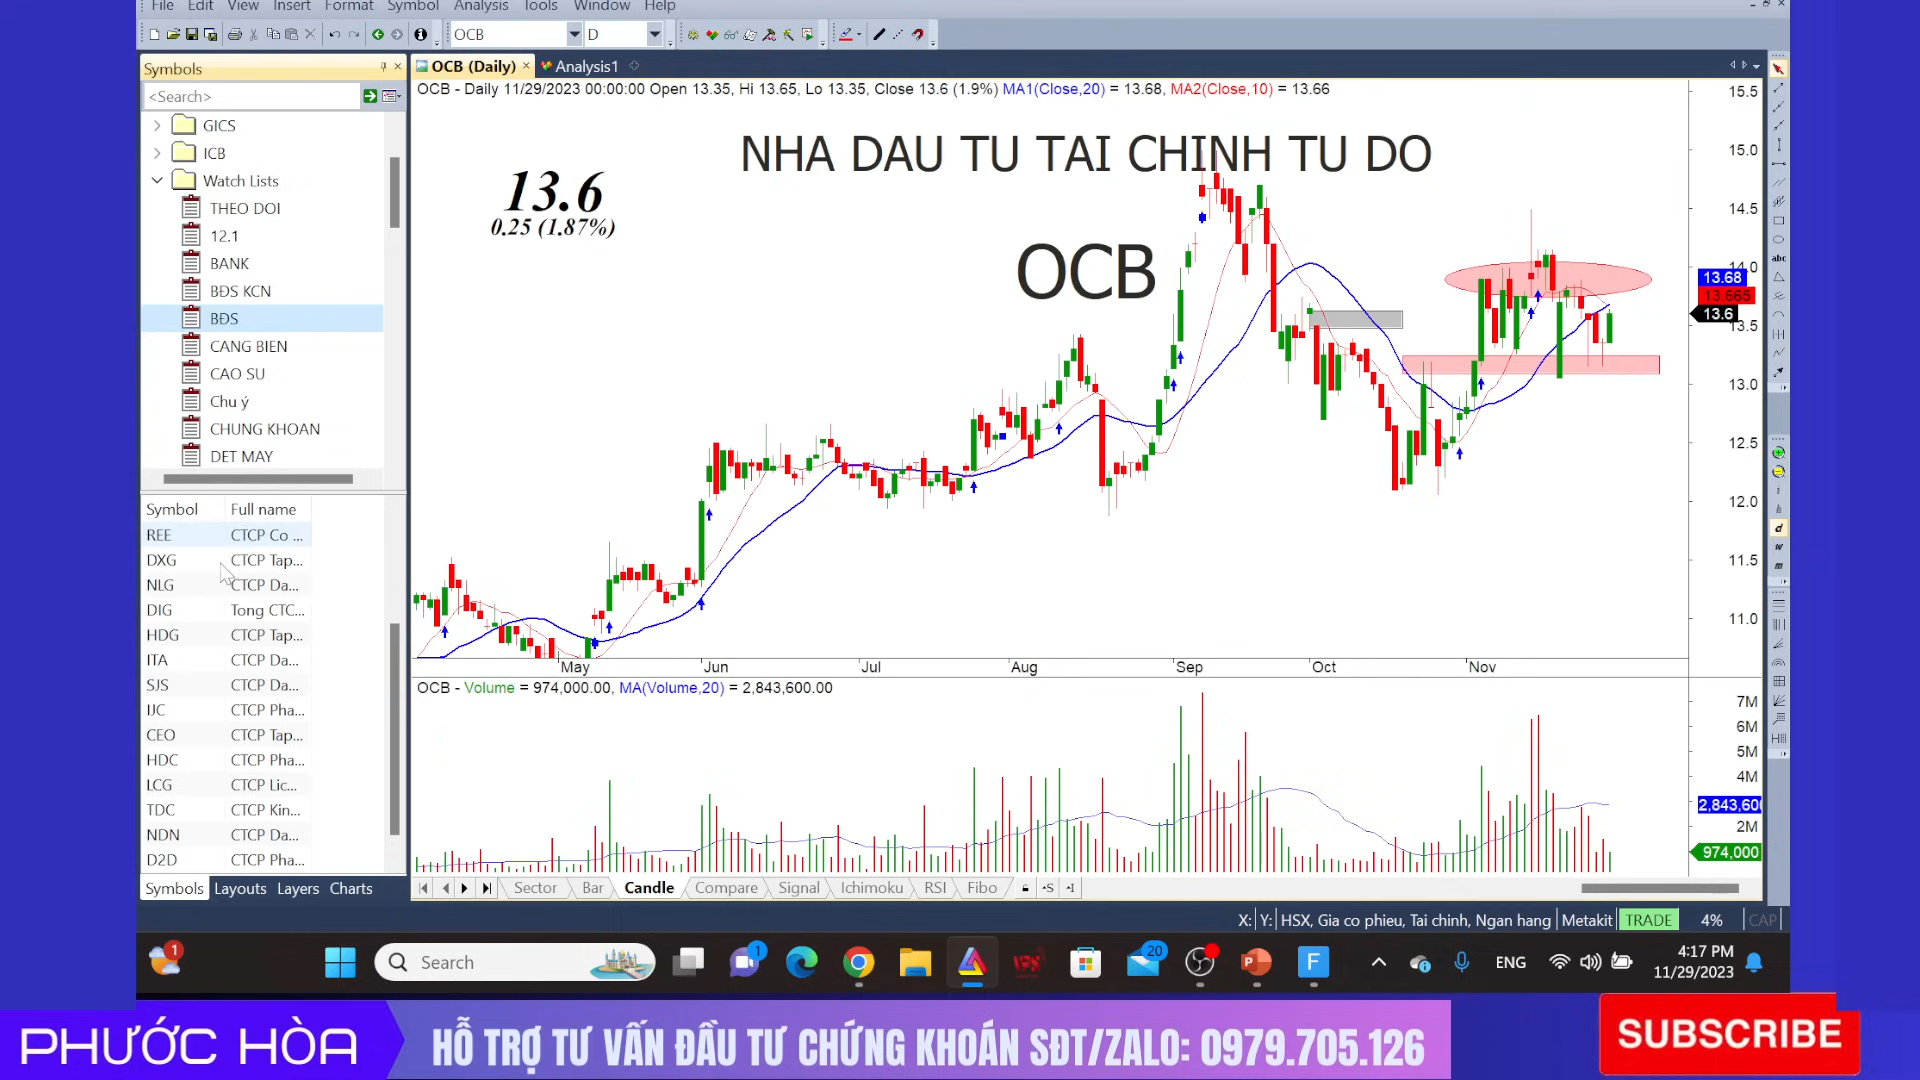 File Edit View Insert Format Symbol Analysis Tools Window Help
OCB D
Symbols
OCB (Daily) Analysis1
<Search>
OCB - Daily 11/29/2023 00:00:00 Open 13.35, Hi 13.65, Lo 13.35, Close 13.6 (1.9%) MA1(Close,20) = 13.68, MA2(Close,10) = 13.66
GICS
ICB
Watch Lists
THEO DOI
12.1
BANK
BĐS KCN
BĐS
CANG BIEN
CAO SU
Chu ý
CHUNG KHOAN
DET MAY
NHA DAU TU TAI CHINH TU DO
13.6
0.25 (1.87%)
OCB
15.5
15.0
14.5
14.0
13.68
13.665
13.6
13.5
13.0
12.5
12.0
11.5
11.0
May Jun Jul Aug Sep Oct Nov
Symbol Full name
REE CTCP Co ...
DXG CTCP Tap...
NLG CTCP Da...
DIG Tong CTC...
HDG CTCP Tap...
ITA CTCP Da...
SJS CTCP Da...
IJC CTCP Pha...
CEO CTCP Tap...
HDC CTCP Pha...
LCG CTCP Lic...
TDC CTCP Kin...
NDN CTCP Da...
D2D CTCP Pha...
OCB - Volume = 974,000.00, MA(Volume,20) = 2,843,600.00
7M
6M
5M
4M
2,843,60
2M
974,000
Symbols Layouts Layers Charts
Sector Bar Candle Compare Signal Ichimoku RSI Fibo
X: Y: HSX, Gia co phieu, Tai chinh, Ngan hang Metakit TRADE 4% CAP
1
Search
1
20
ENG
4:17 PM
11/29/2023
PHƯỚC HÒA
HỖ TRỢ TƯ VẤN ĐẦU TƯ CHỨNG KHOÁN SĐT/ZALO: 0979.705.126
SUBSCRIBE